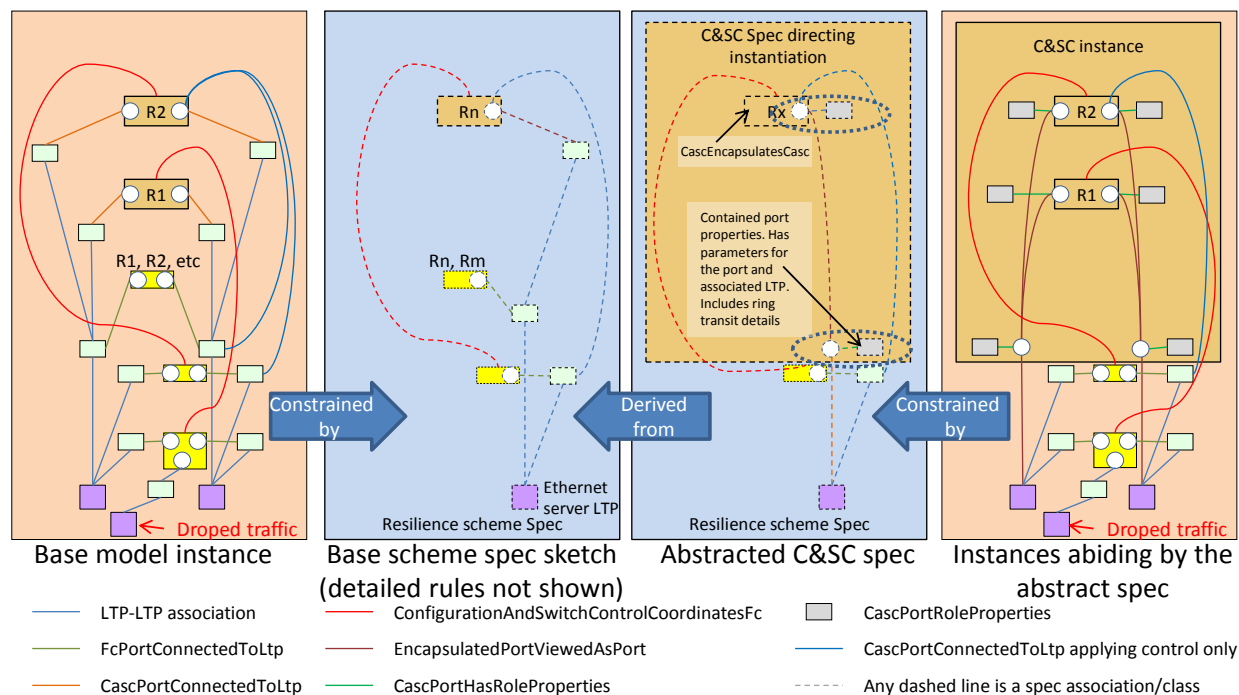 R2
R1
R1, R2, etc
Droped traffic
Base model instance
Rn
Rn, Rm
Ethernet
server LTP
Resilience scheme Spec
Base scheme spec sketch
(detailed rules not shown)
C&SC Spec directing
instantiation
Rx
CascEncapsulatesCasc
Contained port
properties. Has
parameters for
the port and
associated LTP.
Includes ring
transit details
Resilience scheme Spec
Abstracted C&SC spec
C&SC instance
R2
R1
Droped traffic
Instances abiding by the
abstract spec
Constrained
by
Derived
from
Constrained
by
LTP-LTP association
ConfigurationAndSwitchControlCoordinatesFc
CascPortRoleProperties
FcPortConnectedToLtp
EncapsulatedPortViewedAsPort
CascPortConnectedToLtp applying control only
CascPortConnectedToLtp
CascPortHasRoleProperties
Any dashed line is a spec association/class